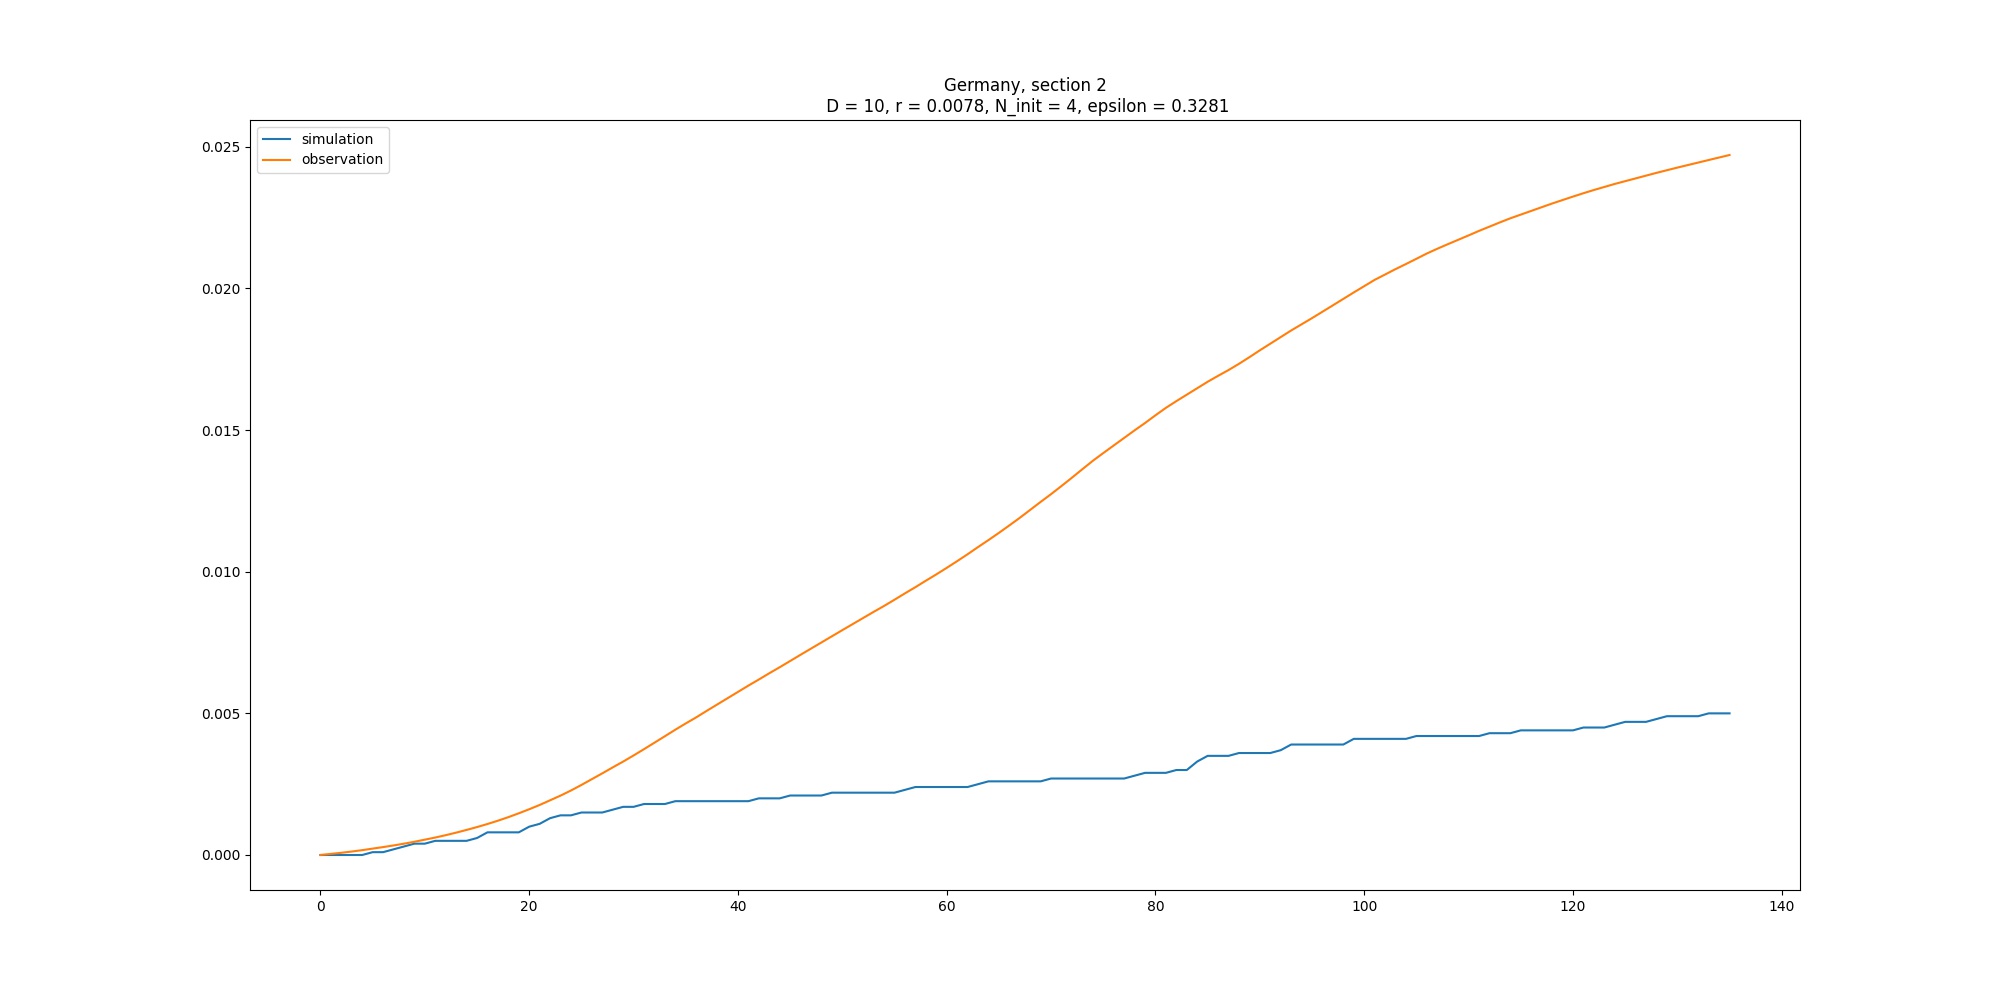 Germany, section 2
D = 10, r = 0.0078, N_init = 4, epsilon = 0.3281
simulation
observation
0.025
0.020
0.015
0.010
0.005
0.000
0 20 40 60 80 100 120 140